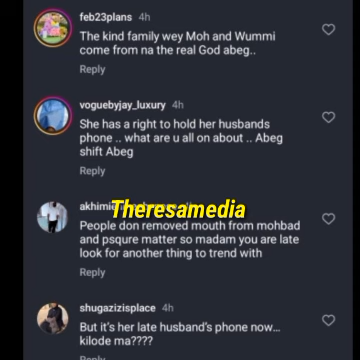 feb23plans 4h
The kind family wey Moh and Wummi
come from na the real God abeg..
Reply
voguebyjay_luxury 4h
She has a right to hold her husbands
phone .. what are u all on about .. Abeg
shift Abeg
Reply
Theresamedia
People don removed mouth from mohbad
and psqure matter so madam you are late
look for another thing to trend with
Reply
shugazizisplace 4h
But it's her late husband's phone now...
kilode ma????
Reply